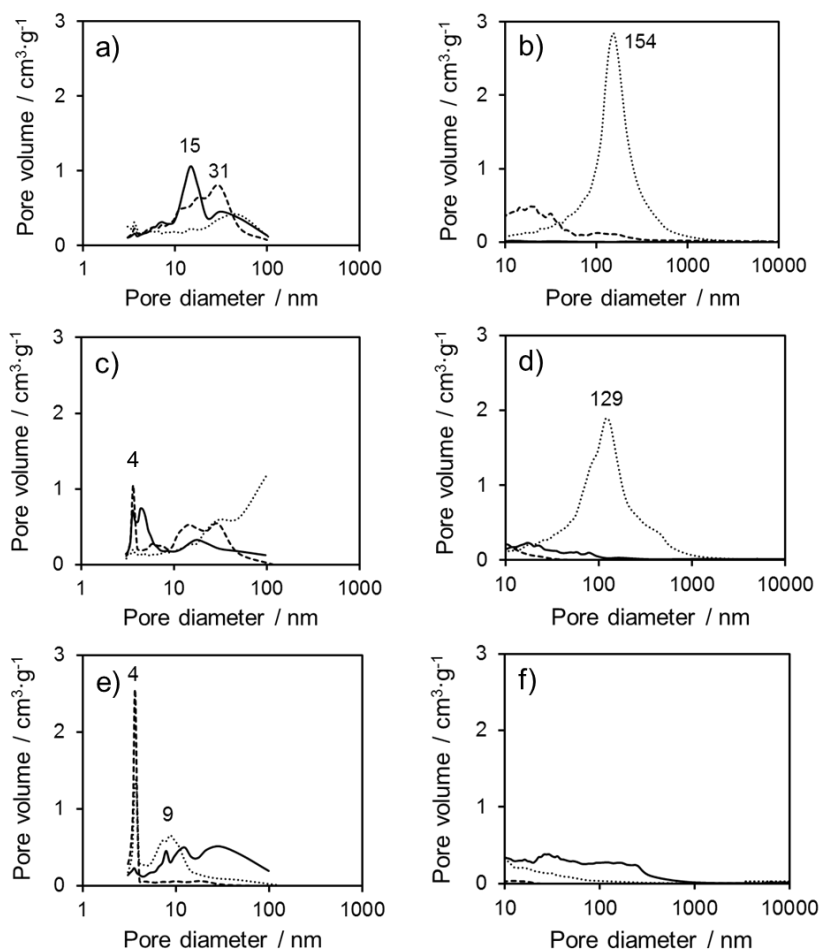 a)
Pore volume / cm³·g⁻¹
3
2
1
0
15
31
1 10 100 1000
Pore diameter / nm
b)
Pore volume / cm³·g⁻¹
3
2
1
0
154
10 100 1000 10000
Pore diameter / nm
c)
Pore volume / cm³·g⁻¹
3
2
1
0
4
1 10 100 1000
Pore diameter / nm
d)
Pore volume / cm³·g⁻¹
3
2
1
0
129
10 100 1000 10000
Pore diameter / nm
e)
Pore volume / cm³·g⁻¹
3
2
1
0
4
9
1 10 100 1000
Pore diameter / nm
f)
Pore volume / cm³·g⁻¹
3
2
1
0
10 100 1000 10000
Pore diameter / nm